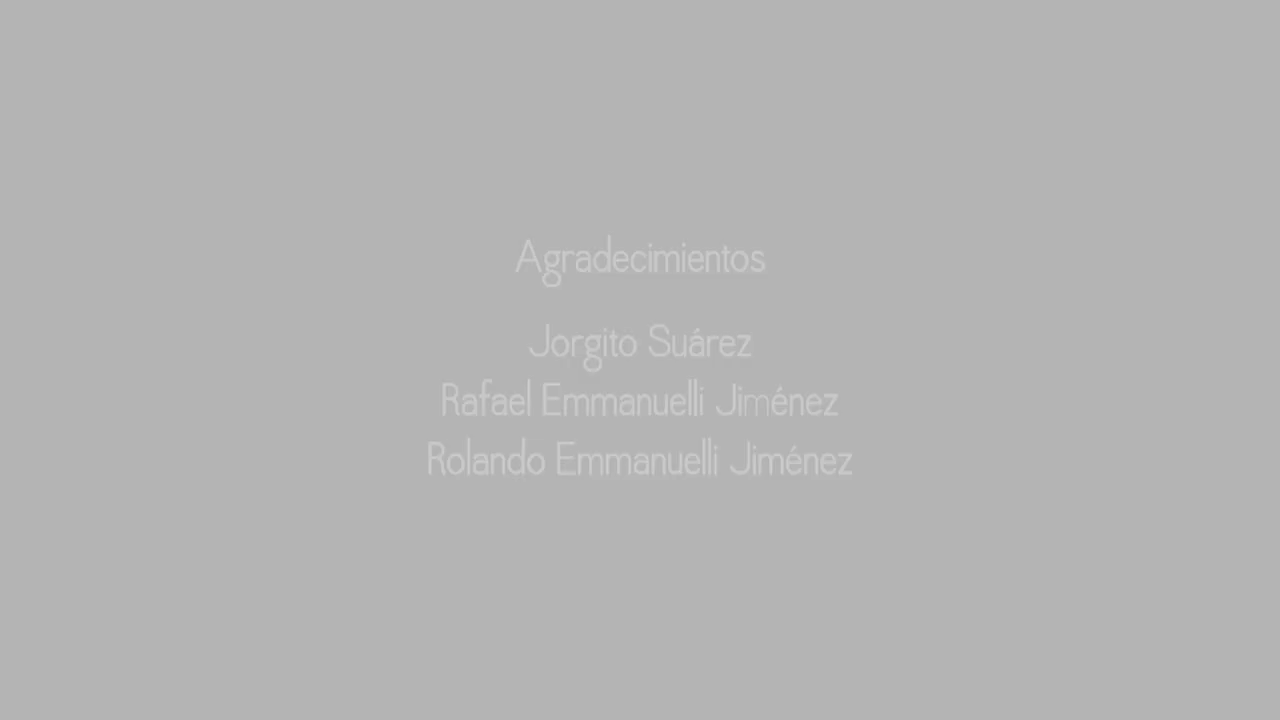 Agradecimientos
Jorgito Suárez
Rafael Emmanuelli Jiménez
Rolando Emmanuelli Jiménez